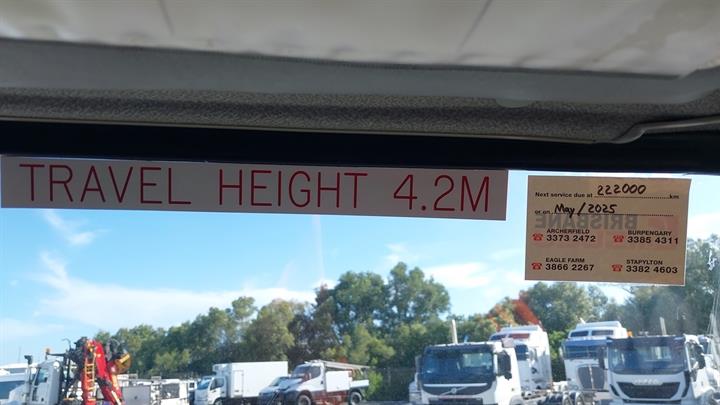 TRAVEL HEIGHT 4.2M
Next service due at 222000 km
or on May/2025
BRISBANE
ARCHERFIELD BURPENGARY
☎ 3373 2472 ☎ 3385 4311
EAGLE FARM STAPYLTON
☎ 3866 2267 ☎ 3382 4603